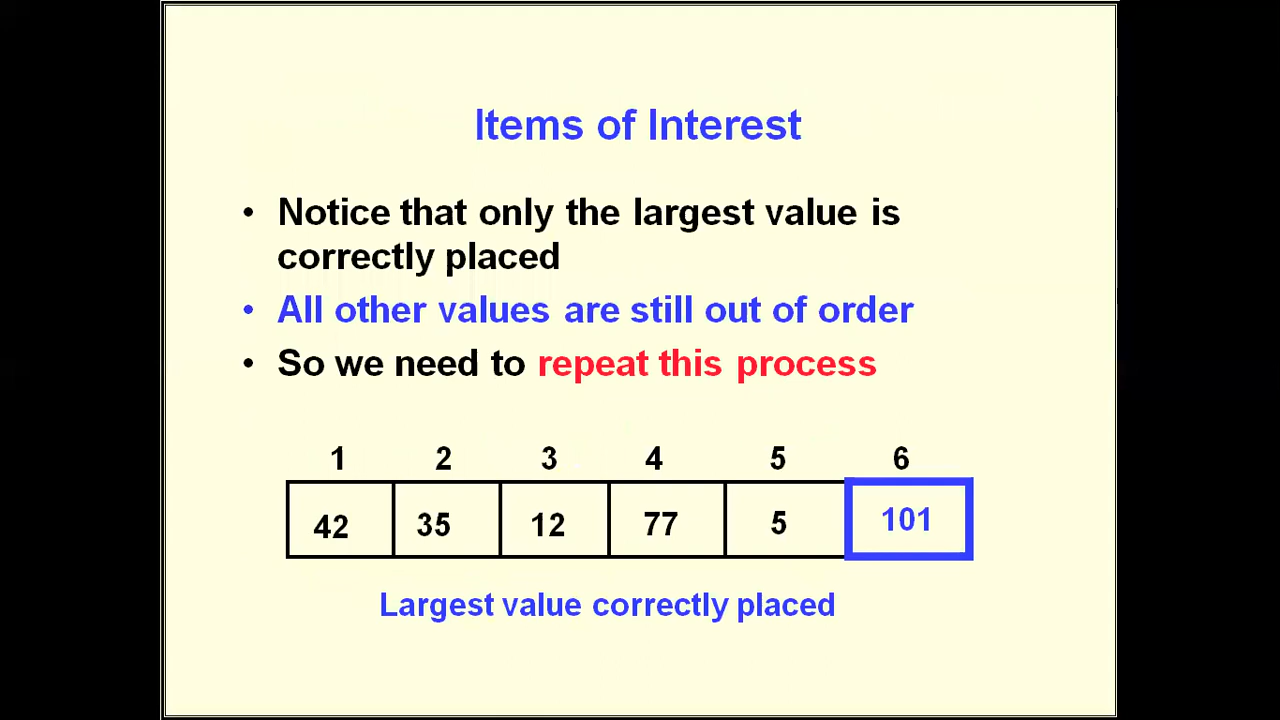 Items of Interest
• Notice that only the largest value is
correctly placed
• All other values are still out of order
• So we need to repeat this process
1 2 3 4 5 6
42 35 12 77 5 101
Largest value correctly placed